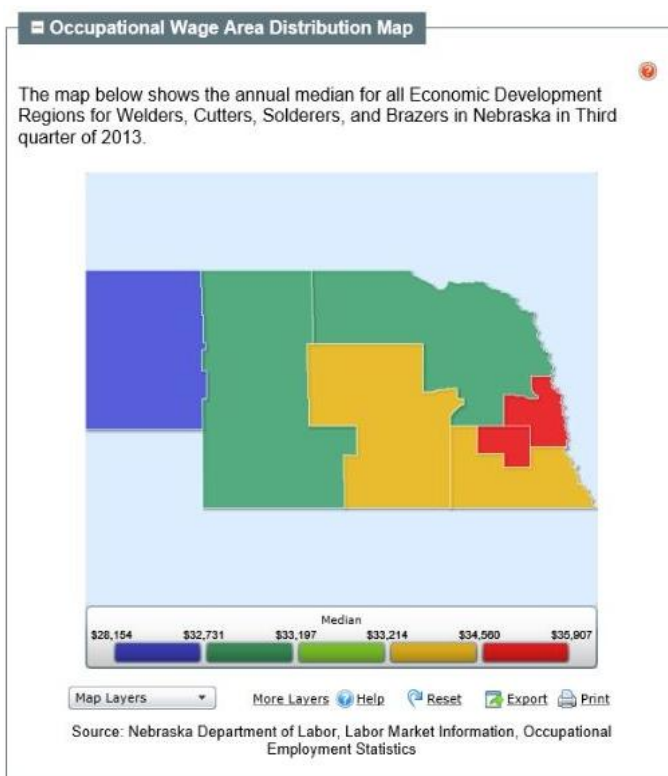 Occupational Wage Area Distribution Map
The map below shows the annual median for all Economic Development
Regions for Welders, Cutters, Solderers, and Brazers in Nebraska in Third
quarter of 2013.
Median
$28,154 $32,731 $33,197 $33,214 $34,560 $35,907
Map Layers More Layers Help Reset Export Print
Source: Nebraska Department of Labor, Labor Market Information, Occupational
Employment Statistics